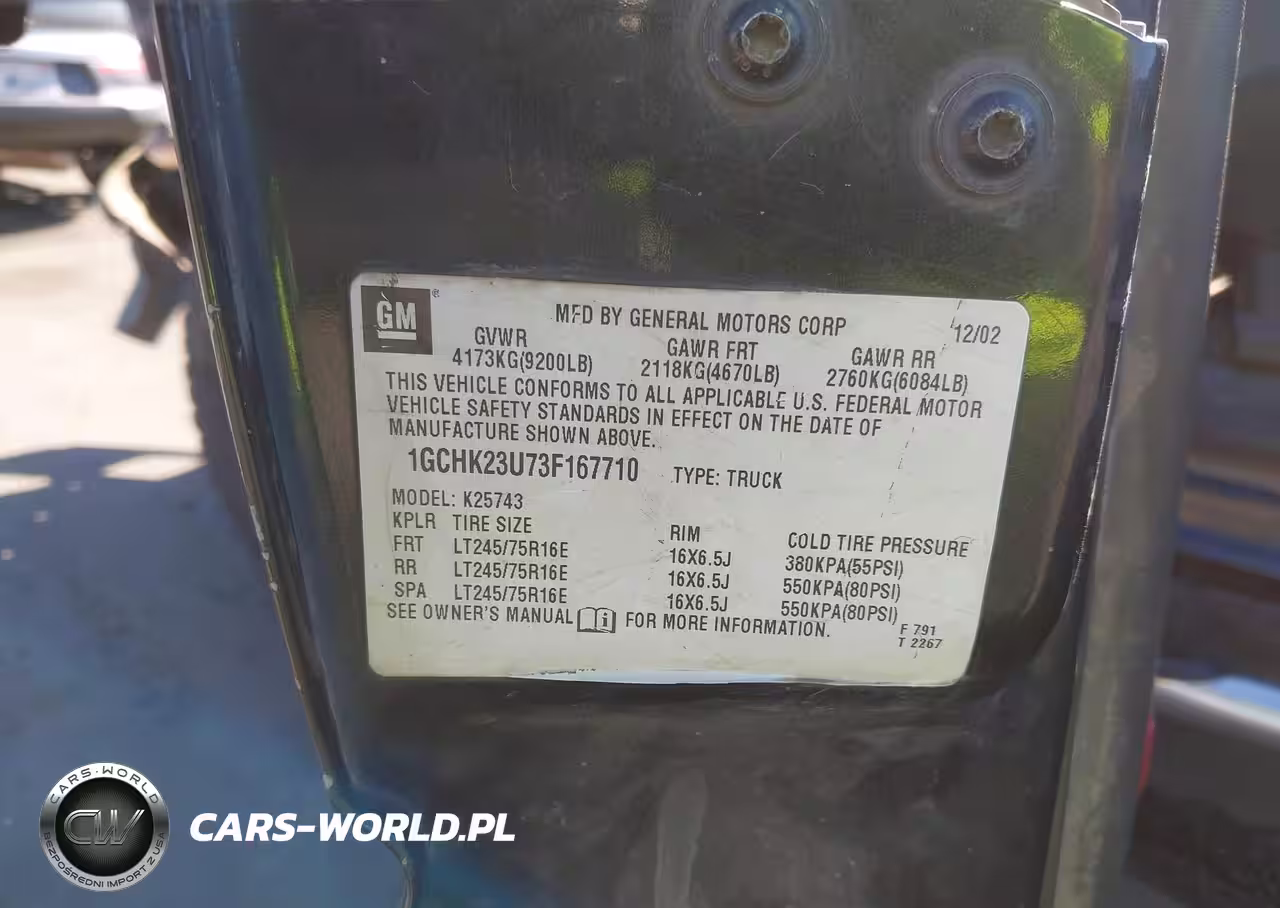 GM ®
MFD BY GENERAL MOTORS CORP
12/02
GVWR GAWR FRT GAWR RR
4173KG(9200LB) 2118KG(4670LB) 2760KG(6084LB)
THIS VEHICLE CONFORMS TO ALL APPLICABLE U.S. FEDERAL MOTOR
VEHICLE SAFETY STANDARDS IN EFFECT ON THE DATE OF
MANUFACTURE SHOWN ABOVE.
1GCHK23U73F167710 TYPE: TRUCK
MODEL: K25743
KPLR TIRE SIZE RIM COLD TIRE PRESSURE
FRT LT245/75R16E 16X6.5J 380KPA(55PSI)
RR LT245/75R16E 16X6.5J 550KPA(80PSI)
SPA LT245/75R16E 16X6.5J 550KPA(80PSI)
SEE OWNER'S MANUAL i FOR MORE INFORMATION.
F 791
T 2267
CARS-WORLD
CW
BEZPOŚREDNI IMPORT Z USA
CARS-WORLD.PL